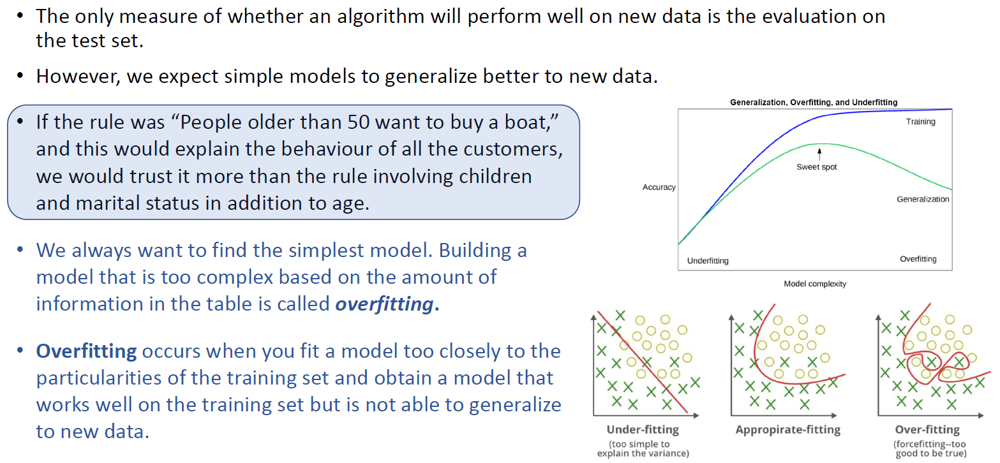 • The only measure of whether an algorithm will perform well on new data is the evaluation on
the test set.
• However, we expect simple models to generalize better to new data.
• If the rule was “People older than 50 want to buy a boat,”
and this would explain the behaviour of all the customers,
we would trust it more than the rule involving children
and marital status in addition to age.
• We always want to find the simplest model. Building a
model that is too complex based on the amount of
information in the table is called overfitting.
• Overfitting occurs when you fit a model too closely to the
particularities of the training set and obtain a model that
works well on the training set but is not able to generalize
to new data.
Generalization, Overfitting, and Underfitting
Training
Sweet spot
Accuracy
Generalization
Underfitting
Overfitting
Model complexity
Under-fitting
(too simple to
explain the variance)
Appropirate-fitting
Over-fitting
(forcefitting--too
good to be true)